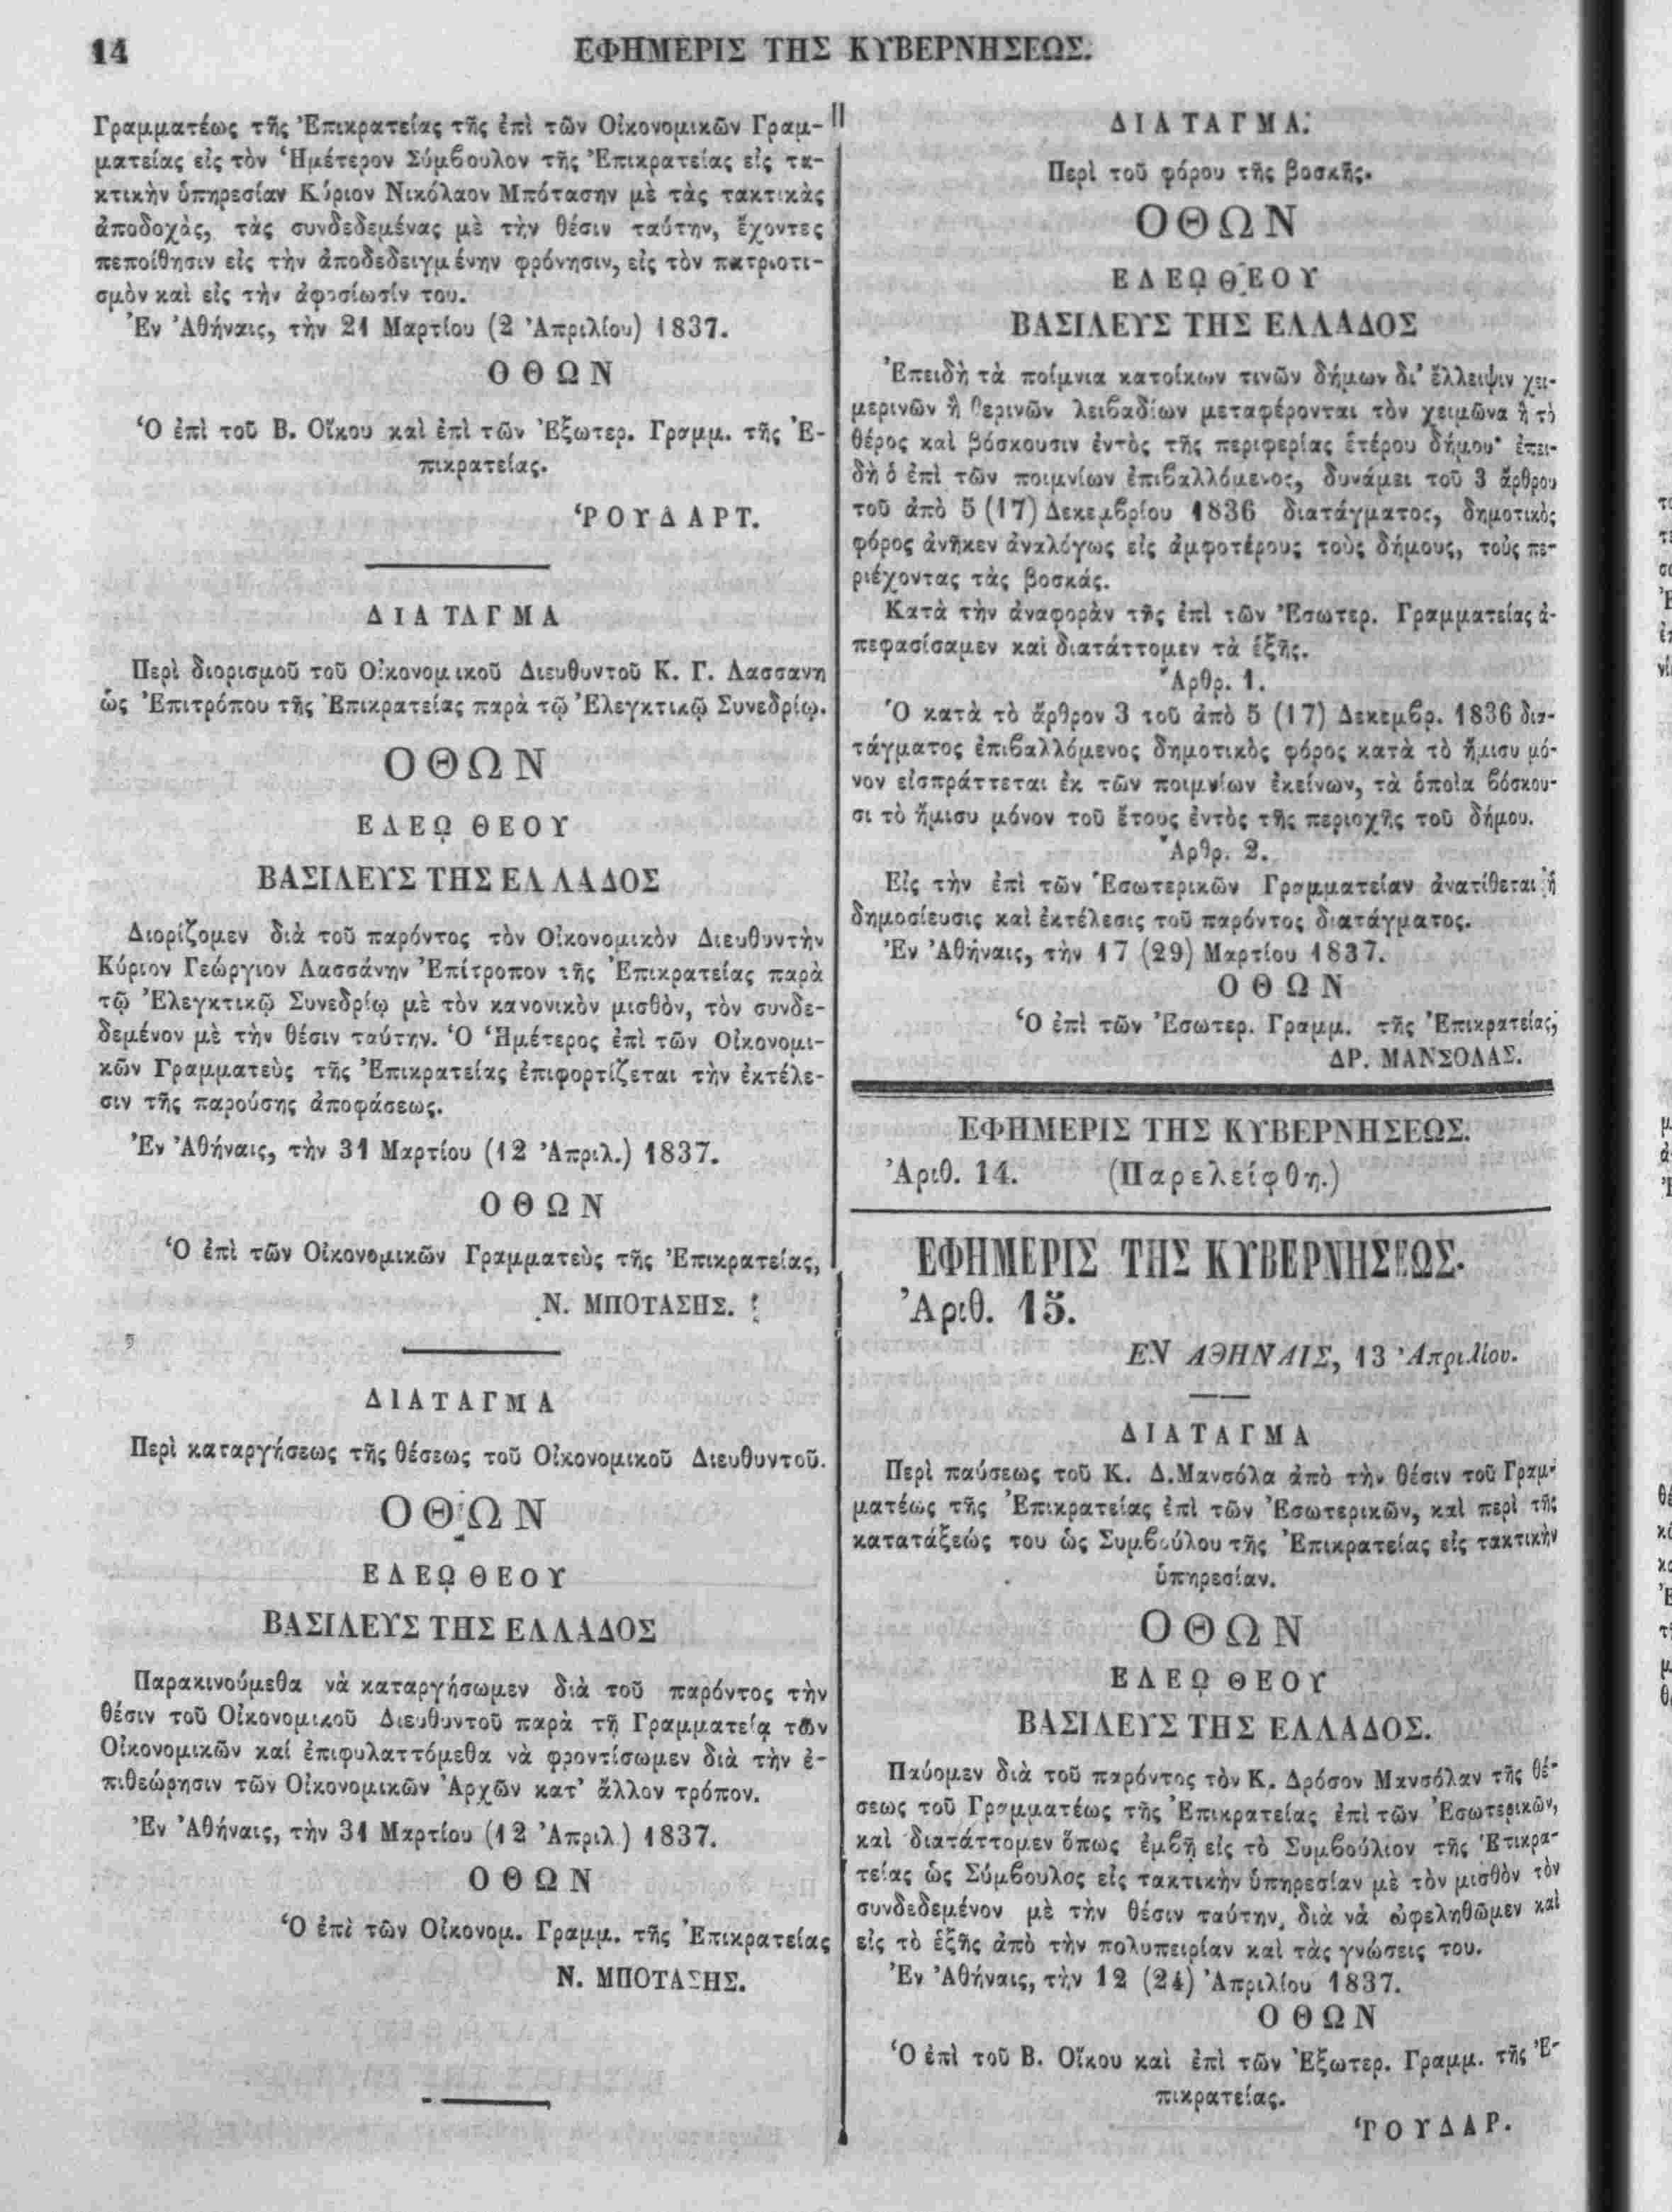 14
ΕΦΗΜΕΡΙΣ ΤΗΣ ΚΥΒΕΡΝΗΣΕΩΣ.
Γραμματέως τῆς Ἐπικρατείας τῆς ἐπὶ τῶν Οἰκονομικῶν Γραμ-
ματείας εἰς τὸν Ἡμέτερον Σύμβουλον τῆς Ἐπικρατείας εἰς τα-
κτικὴν ὑπηρεσίαν Κύριον Νικόλαον Μπότασην μὲ τὰς τακτικὰς
ἀποδοχὰς, τὰς συνδεδεμένας μὲ τὴν θέσιν ταύτην, ἔχοντες
πεποίθησιν εἰς τὴν ἀποδεδειγμένην φρόνησιν, εἰς τὸν πατριοτι-
σμὸν καὶ εἰς τὴν ἀφοσίωσίν του.
Ἐν Ἀθήναις, τὴν 21 Μαρτίου (2 Ἀπριλίου) 1837.
ΟΘΩΝ
Ὁ ἐπὶ τοῦ Β. Οἴκου καὶ ἐπὶ τῶν Ἐξωτερ. Γραμμ. τῆς Ἐ-
πικρατείας.
ῬΟΥΔΑΡΤ.
ΔΙΑΤΑΓΜΑ
Περὶ διορισμοῦ τοῦ Οἰκονομικοῦ Διευθυντοῦ Κ. Γ. Λασσανη
ὡς Ἐπιτρόπου τῆς Ἐπικρατείας παρὰ τῷ Ἐλεγκτικῷ Συνεδρίῳ.
ΟΘΩΝ
ΕΛΕῼ ΘΕΟΥ
ΒΑΣΙΛΕΥΣ ΤΗΣ ΕΛΛΑΔΟΣ
Διορίζομεν διὰ τοῦ παρόντος τὸν Οἰκονομικὸν Διευθυντὴν
Κύριον Γεώργιον Λασσάνην Ἐπίτροπον τῆς Ἐπικρατείας παρὰ
τῷ Ἐλεγκτικῷ Συνεδρίῳ μὲ τὸν κανονικὸν μισθὸν, τὸν συνδε-
δεμένον μὲ τὴν θέσιν ταύτην. Ὁ Ἡμέτερος ἐπὶ τῶν Οἰκονομι-
κῶν Γραμματεὺς τῆς Ἐπικρατείας ἐπιφορτίζεται τὴν ἐκτέλε-
σιν τῆς παρούσης ἀποφάσεως.
Ἐν Ἀθήναις, τὴν 31 Μαρτίου (12 Ἀπριλ.) 1837.
ΟΘΩΝ
Ὁ ἐπὶ τῶν Οἰκονομικῶν Γραμματεὺς τῆς Ἐπικρατείας,
Ν. ΜΠΟΤΑΣΗΣ.
ΔΙΑΤΑΓΜΑ
Περὶ καταργήσεως τῆς θέσεως τοῦ Οἰκονομικοῦ Διευθυντοῦ.
ΟΘΩΝ
ΕΛΕῼ ΘΕΟΥ
ΒΑΣΙΛΕΥΣ ΤΗΣ ΕΛΛΑΔΟΣ
Παρακινούμεθα νὰ καταργήσωμεν διὰ τοῦ παρόντος τὴν
θέσιν τοῦ Οἰκονομικοῦ Διευθυντοῦ παρὰ τῇ Γραμματείᾳ τῶν
Οἰκονομικῶν καί ἐπιφυλαττόμεθα νὰ φροντίσωμεν διὰ τὴν ἐ-
πιθεώρησιν τῶν Οἰκονομικῶν Ἀρχῶν κατ' ἄλλον τρόπον.
Ἐν Ἀθήναις, τὴν 31 Μαρτίου (12 Ἀπριλ.) 1837.
ΟΘΩΝ
Ὁ ἐπὶ τῶν Οἰκονομ. Γραμμ. τῆς Ἐπικρατείας
Ν. ΜΠΟΤΑΣΗΣ.
ΔΙΑΤΑΓΜΑ.
Περὶ τοῦ φόρου τῆς βοσκῆς.
ΟΘΩΝ
ΕΛΕῼ ΘΕΟΥ
ΒΑΣΙΛΕΥΣ ΤΗΣ ΕΛΛΑΔΟΣ
Ἐπειδὴ τὰ ποίμνια κατοίκων τινῶν δήμων δι' ἔλλειψιν χει-
μερινῶν ἢ θερινῶν λειβαδίων μεταφέρονται τὸν χειμῶνα ἢ τὸ
θέρος καὶ βόσκουσιν ἐντὸς τῆς περιφερίας ἑτέρου δήμου· ἐπει-
δὴ ὁ ἐπὶ τῶν ποιμνίων ἐπιβαλλόμενος, δυνάμει τοῦ 3 ἄρθρου
τοῦ ἀπὸ 5 (17) Δεκεμβρίου 1836 διατάγματος, δημοτικὸς
φόρος ἀνῆκεν ἀναλόγως εἰς ἀμφοτέρους τοὺς δήμους, τοὺς πε-
ριέχοντας τὰς βοσκάς.
Κατὰ τὴν ἀναφορὰν τῆς ἐπὶ τῶν Ἐσωτερ. Γραμματείας ἀ-
πεφασίσαμεν καὶ διατάττομεν τὰ ἑξῆς.
Ἄρθρ. 1.
Ὁ κατὰ τὸ ἄρθρον 3 τοῦ ἀπὸ 5 (17) Δεκεμβρ. 1836 δια-
τάγματος ἐπιβαλλόμενος δημοτικὸς φόρος κατὰ τὸ ἥμισυ μό-
νον εἰσπράττεται ἐκ τῶν ποιμνίων ἐκείνων, τὰ ὁποῖα βόσκου-
σι τὸ ἥμισυ μόνον τοῦ ἔτους ἐντὸς τῆς περιοχῆς τοῦ δήμου.
Ἄρθρ. 2.
Εἰς τὴν ἐπὶ τῶν Ἐσωτερικῶν Γραμματείαν ἀνατίθεται ἡ
δημοσίευσις καὶ ἐκτέλεσις τοῦ παρόντος διατάγματος.
Ἐν Ἀθήναις, τὴν 17 (29) Μαρτίου 1837.
ΟΘΩΝ
Ὁ ἐπὶ τῶν Ἐσωτερ. Γραμμ. τῆς Ἐπικρατείας,
ΔΡ. ΜΑΝΣΟΛΑΣ.
ΕΦΗΜΕΡΙΣ ΤΗΣ ΚΥΒΕΡΝΗΣΕΩΣ.
Ἀριθ. 14. (Παρελείφθη.)
ΕΦΗΜΕΡΙΣ ΤΗΣ ΚΥΒΕΡΝΗΣΕΩΣ.
Ἀριθ. 15.
ΕΝ ΑΘΗΝΑΙΣ, 13 Ἀπριλίου.
ΔΙΑΤΑΓΜΑ
Περὶ παύσεως τοῦ Κ. Δ. Μανσόλα ἀπὸ τὴν θέσιν τοῦ Γραμ-
ματέως τῆς Ἐπικρατείας ἐπὶ τῶν Ἐσωτερικῶν, καὶ περὶ τῆς
κατατάξεώς του ὡς Συμβούλου τῆς Ἐπικρατείας εἰς τακτικὴν
ὑπηρεσίαν.
ΟΘΩΝ
ΕΛΕῼ ΘΕΟΥ
ΒΑΣΙΛΕΥΣ ΤΗΣ ΕΛΛΑΔΟΣ.
Παύομεν διὰ τοῦ παρόντος τὸν Κ. Δρόσον Μανσόλαν τῆς θέ-
σεως τοῦ Γραμματέως τῆς Ἐπικρατείας ἐπὶ τῶν Ἐσωτερικῶν,
καὶ διατάττομεν ὅπως ἐμβῇ εἰς τὸ Συμβούλιον τῆς Ἐπικρα-
τείας ὡς Σύμβουλος εἰς τακτικὴν ὑπηρεσίαν μὲ τὸν μισθὸν τὸν
συνδεδεμένον μὲ τὴν θέσιν ταύτην, διὰ νὰ ὠφεληθῶμεν καὶ
εἰς τὸ ἑξῆς ἀπὸ τὴν πολυπειρίαν καὶ τὰς γνώσεις του.
Ἐν Ἀθήναις, τὴν 12 (24) Ἀπριλίου 1837.
ΟΘΩΝ
Ὁ ἐπὶ τοῦ Β. Οἴκου καὶ ἐπὶ τῶν Ἐξωτερ. Γραμμ. τῆς Ἐ-
πικρατείας.
ῬΟΥΔΑΡ.